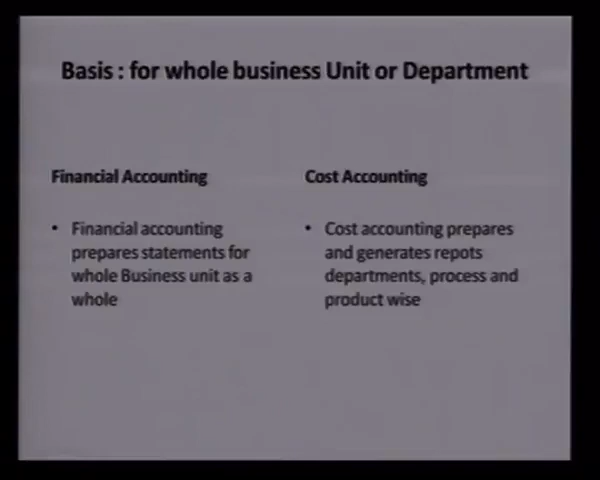 Basis : for whole business Unit or Department
Financial Accounting
• Financial accounting
prepares statements for
whole Business unit as a
whole
Cost Accounting
• Cost accounting prepares
and generates repots
departments, process and
product wise